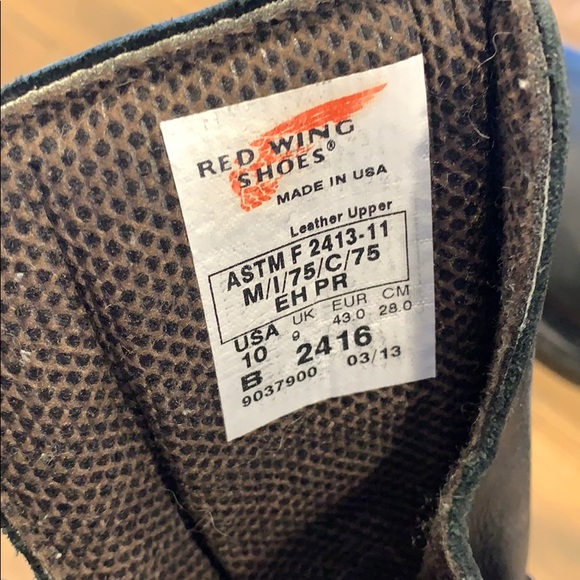 RED WING
SHOES®
MADE IN USA
Leather Upper
ASTM F 2413-11
M/I/75/C/75
EH PR
USA UK EUR CM
10 9 43.0 28.0
B 2416
9037900 03/13